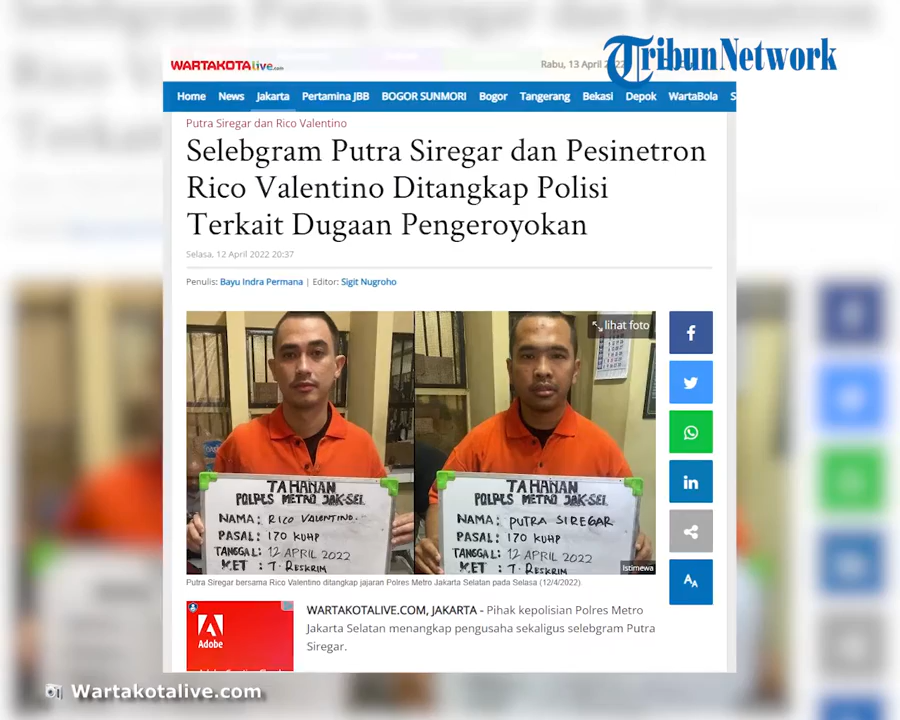 TribunNetwork
WARTAKOTAlive.com
Rabu, 13 April 2022
Home News Jakarta Pertamina JBB BOGOR SUNMORI Bogor Tangerang Bekasi Depok WartaBola S
Putra Siregar dan Rico Valentino
Selebgram Putra Siregar dan Pesinetron
Rico Valentino Ditangkap Polisi
Terkait Dugaan Pengeroyokan
Selasa, 12 April 2022 20:37
Penulis: Bayu Indra Permana | Editor: Sigit Nugroho
lihat foto
TAHANAN
POLRES METRO JAK-SEL
NAMA: RICO VALENTINO.
PASAL: 170 KUHP
TANGGAL: 12 APRIL 2022
KET: T. RESKRIM
TAHANAN
POLRES METRO JAK-SEL
NAMA: PUTRA SIREGAR
PASAL: 170 KUHP
TANGGAL: 12 APRIL 2022
KET: T. RESKRIM
Istimewa
Putra Siregar bersama Rico Valentino ditangkap jajaran Polres Metro Jakarta Selatan pada Selasa (12/4/2022)
Adobe
WARTAKOTALIVE.COM, JAKARTA - Pihak kepolisian Polres Metro
Jakarta Selatan menangkap pengusaha sekaligus selebgram Putra
Siregar.
Wartakotalive.com